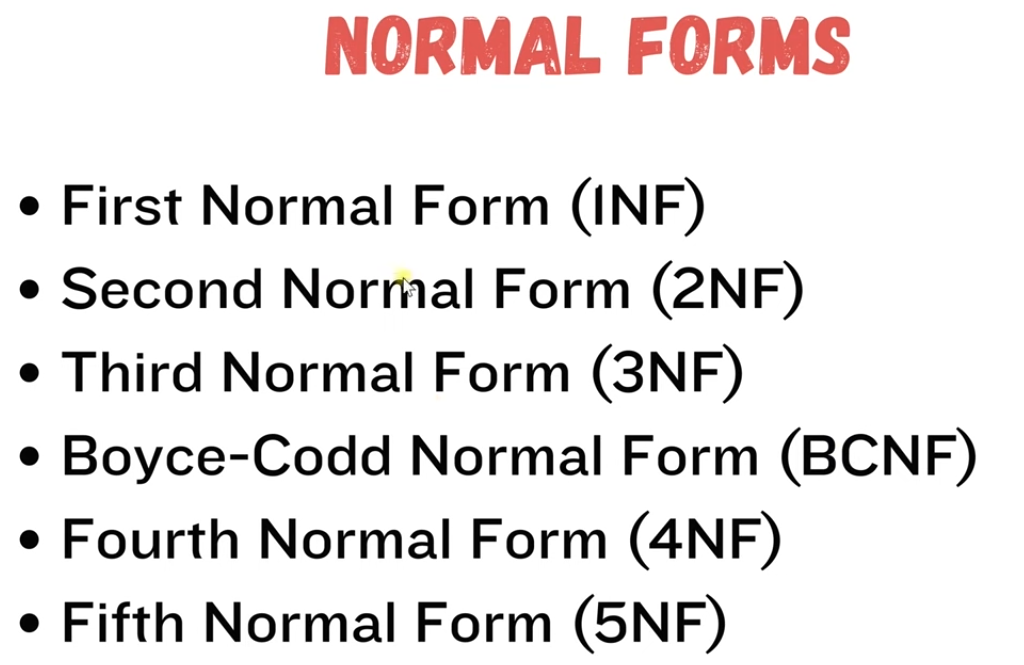 NORMAL FORMS
• First Normal Form (1NF)
• Second Normal Form (2NF)
• Third Normal Form (3NF)
• Boyce-Codd Normal Form (BCNF)
• Fourth Normal Form (4NF)
• Fifth Normal Form (5NF)